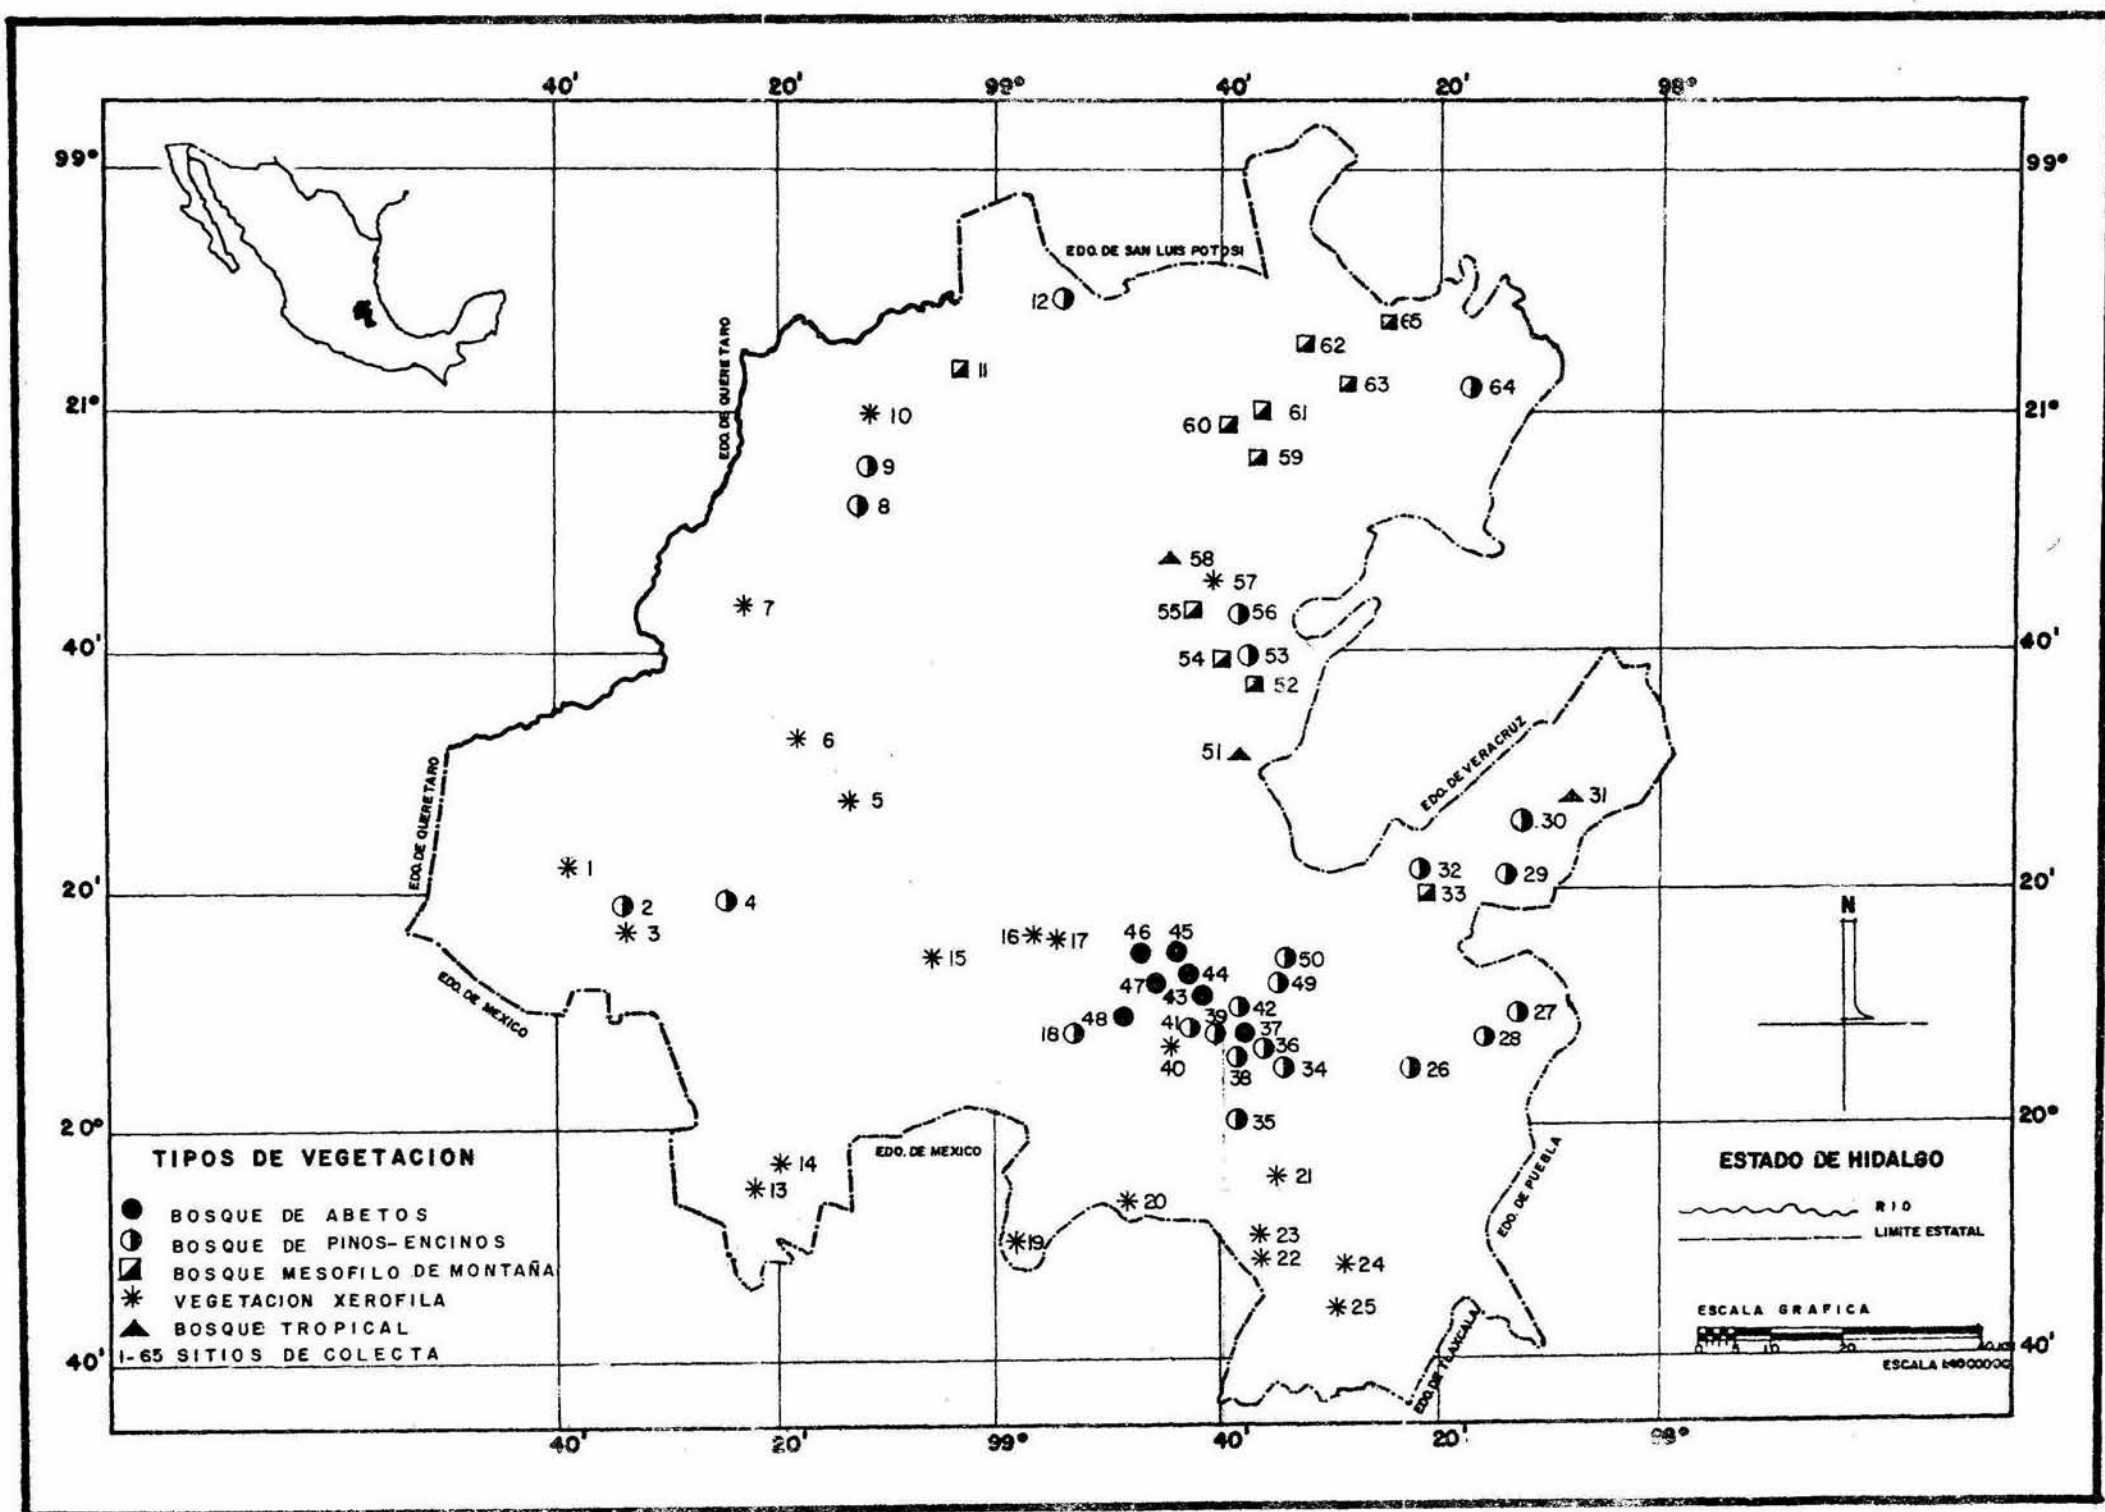 40' 20' 99° 40' 20' 98°
99° 99°
EDO. DE SAN LUIS POTOSI
12
65
EDO. DE QUERETARO
62
11
63 64
21° 21°
10
61
60
9
59
8
58
57
7
55 56
40' 40'
54 53
52
6
51
EDO. DE VERACRUZ
5
31
30
EDO. DE QUERETARO
1
32 29
20' 20'
33
2 4
N
3
16 17 46 45
15
50
44
47 49
EDO. DE MEXICO
43 42
27
48 41 39 37
18
36 28
40 38 34 26
35
20° 20°
EDO. DE MEXICO
TIPOS DE VEGETACION
14
13
21
20
EDO. DE PUEBLA
ESTADO DE HIDALGO
RIO
LIMITE ESTATAL
BOSQUE DE ABETOS
BOSQUE DE PINOS-ENCINOS
BOSQUE MESOFILO DE MONTAÑA
VEGETACION XEROFILA
BOSQUE TROPICAL
1-65 SITIOS DE COLECTA
23
19
22
24
25
EDO. DE TLAXCALA
ESCALA GRAFICA
0 10 20
40' 40'
ESCALA
40' 20' 99° 40' 20'